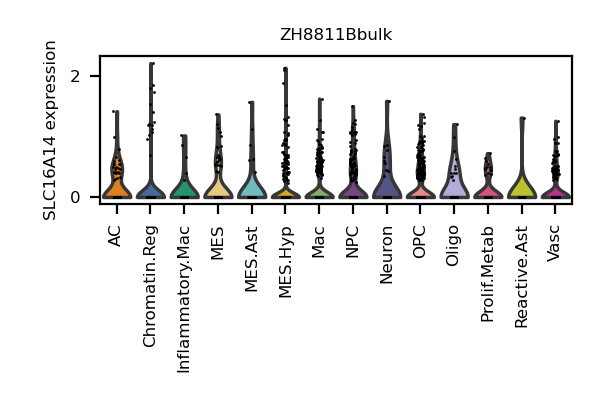 ZH8811Bbulk
SLC16A14 expression
2
0
AC
Chromatin.Reg
Inflammatory.Mac
MES
MES.Ast
MES.Hyp
Mac
NPC
Neuron
OPC
Oligo
Prolif.Metab
Reactive.Ast
Vasc